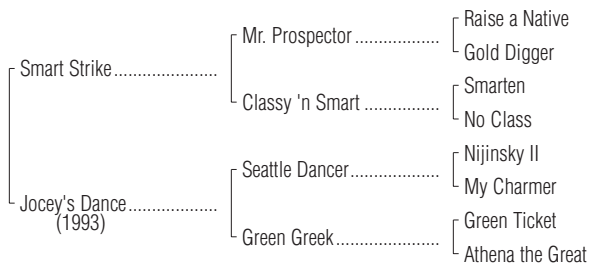 Raise a Native
Mr. Prospector ..................
Gold Digger
Smart Strike......................
Smarten
Classy 'n Smart ................
No Class
Nijinsky II
Seattle Dancer...................
My Charmer
Jocey's Dance...................
(1993)
Green Ticket
Green Greek......................
Athena the Great